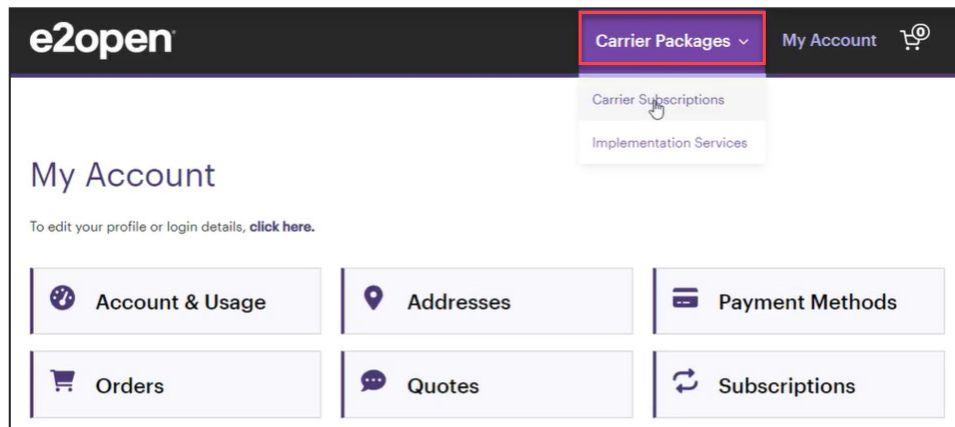 e2open
Carrier Packages
My Account
0
Carrier Subscriptions
Implementation Services
My Account
To edit your profile or login details, click here.
Account & Usage
Addresses
Payment Methods
Orders
Quotes
Subscriptions